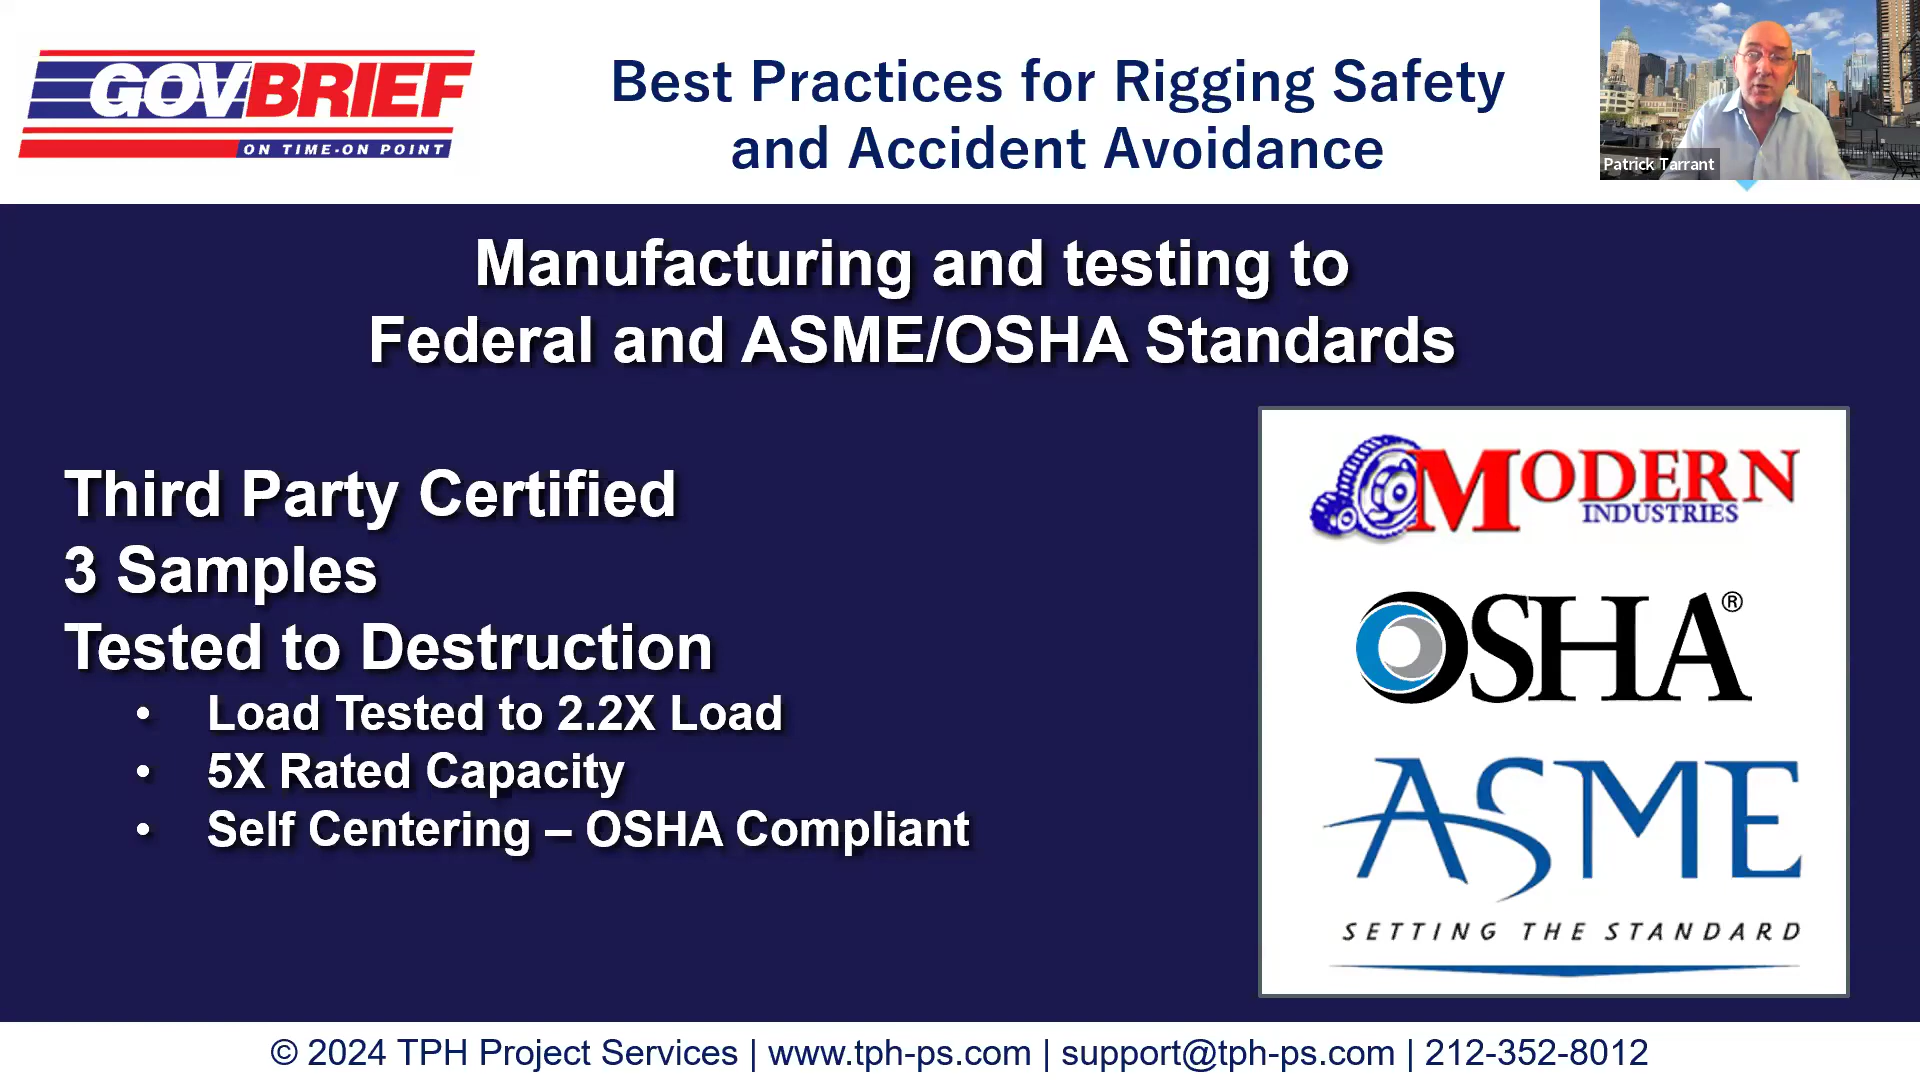 GOVBRIEF
ON TIME-ON POINT
Best Practices for Rigging Safety
and Accident Avoidance
Patrick Tarrant
Manufacturing and testing to
Federal and ASME/OSHA Standards
Third Party Certified
3 Samples
Tested to Destruction
• Load Tested to 2.2X Load
• 5X Rated Capacity
• Self Centering – OSHA Compliant
MODERN
INDUSTRIES
OSHA®
ASME
SETTING THE STANDARD
© 2024 TPH Project Services | www.tph-ps.com | support@tph-ps.com | 212-352-8012